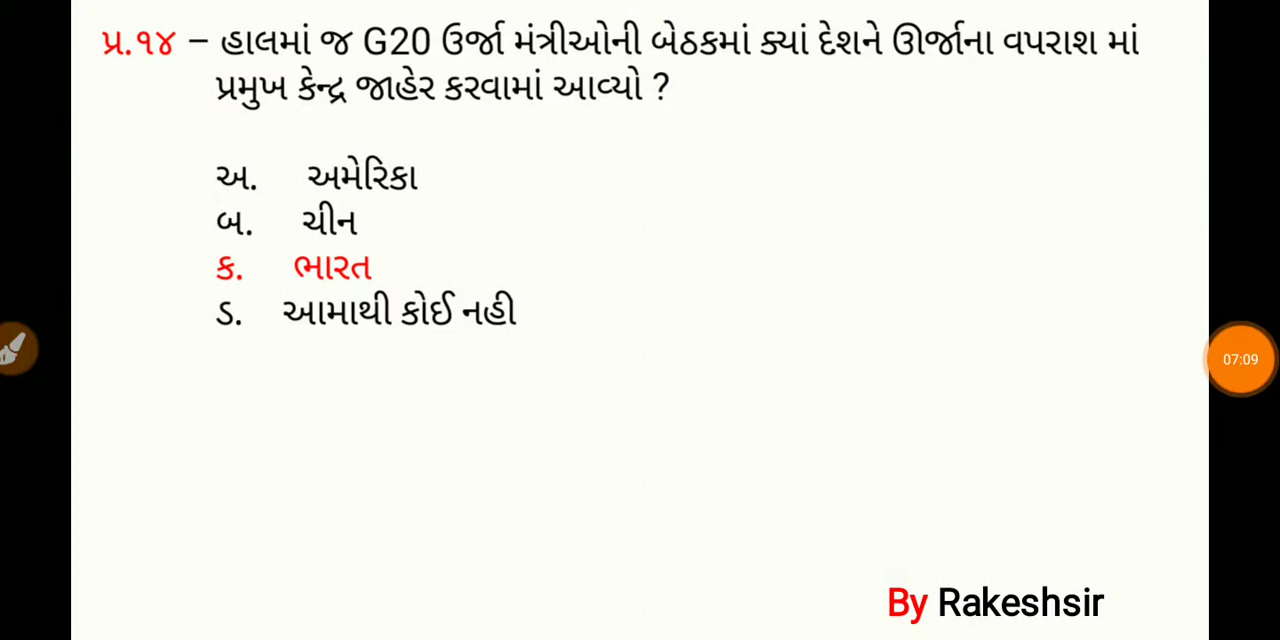 પ્ર.૧૪ – હાલમાં જ G20 ઉર્જા મંત્રીઓની બેઠકમાં ક્યાં દેશને ઊર્જાના વપરાશ માં
પ્રમુખ કેન્દ્ર જાહેર કરવામાં આવ્યો ?
અ. અમેરિકા
બ. ચીન
ક. ભારત
ડ. આમાથી કોઈ નહી
07:09
By Rakeshsir